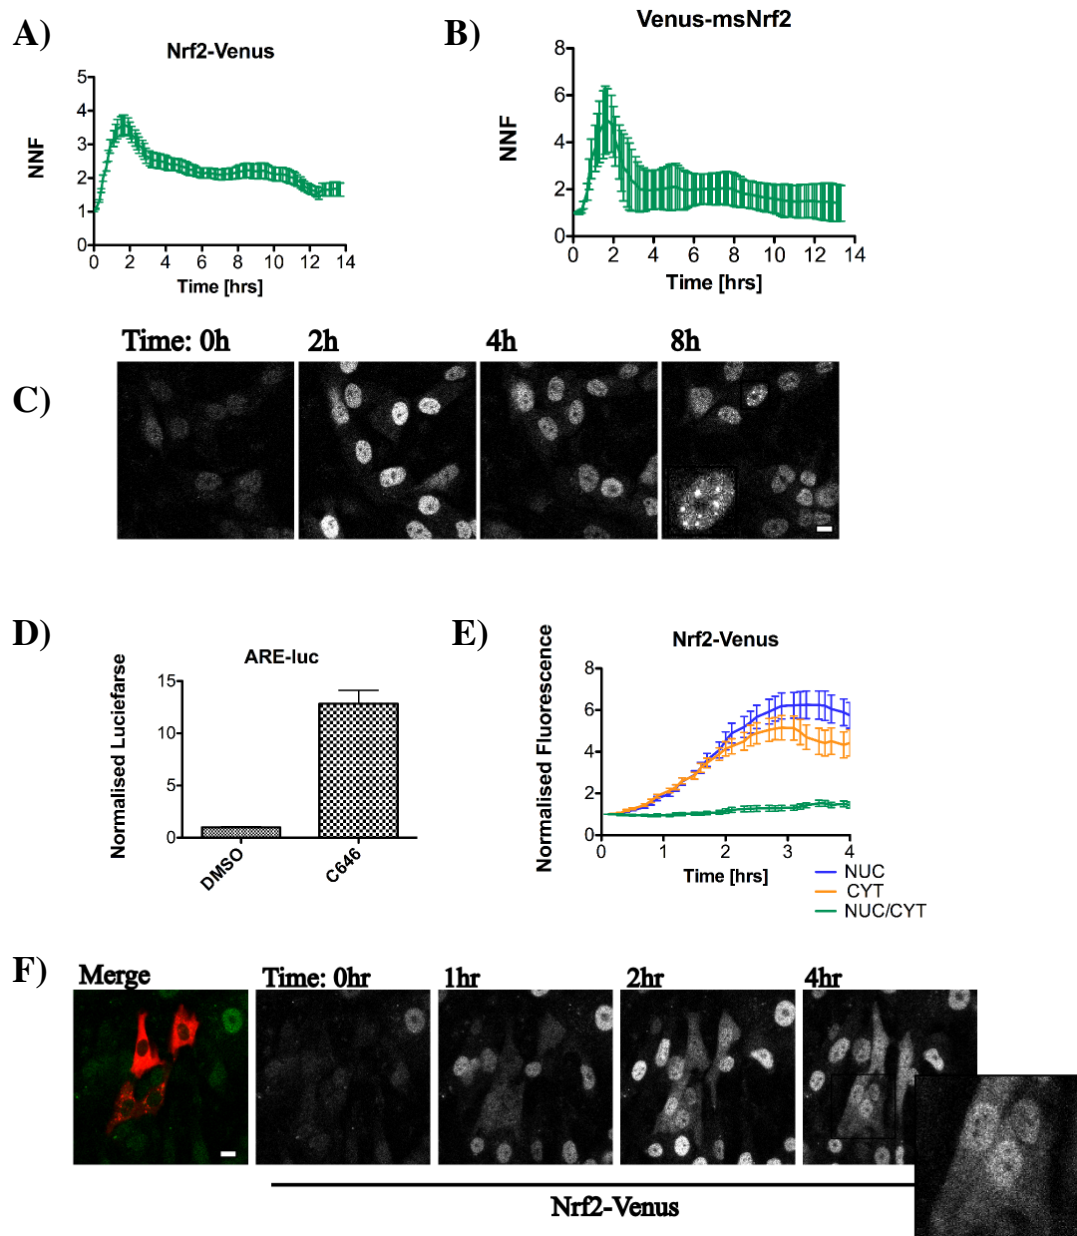 A)
Nrf2-Venus
5
4
3
2
1
0
NNF
0 2 4 6 8 10 12 14
Time [hrs]
B)
Venus-msNrf2
8
6
4
2
0
NNF
0 2 4 6 8 10 12 14
Time [hrs]
C)
Time: 0h 2h 4h 8h
D)
ARE-luc
Normalised Luciefarse
15
10
5
0
DMSO C646
E)
Nrf2-Venus
Normalised Fluorescence
8
6
4
2
0
0 1 2 3 4
Time [hrs]
NUC
CYT
NUC/CYT
F)
Merge Time: 0hr 1hr 2hr 4hr
Nrf2-Venus